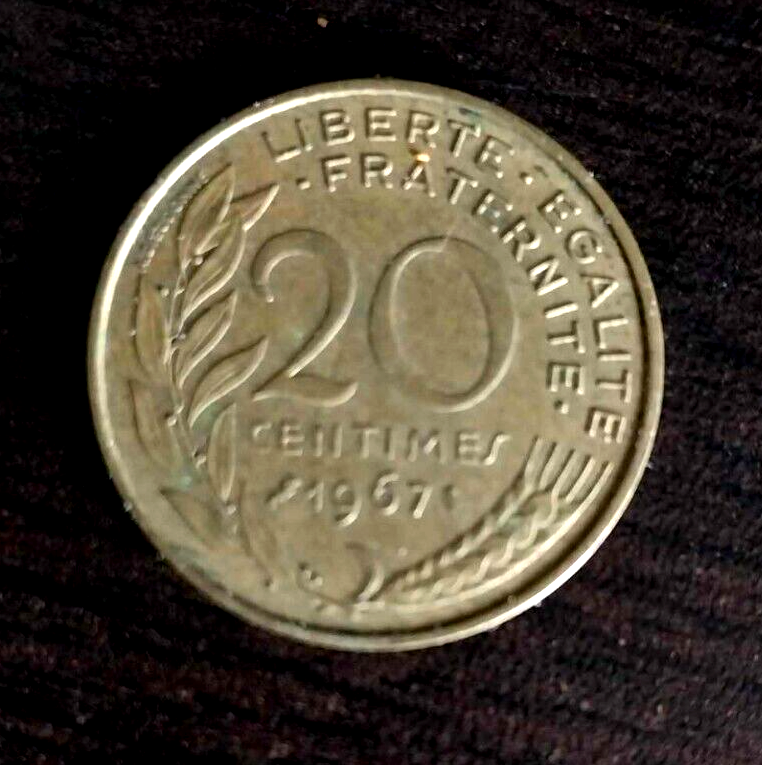 LIBERTE · EGALITE
· FRATERNITE ·
20
CENTIMES
1967